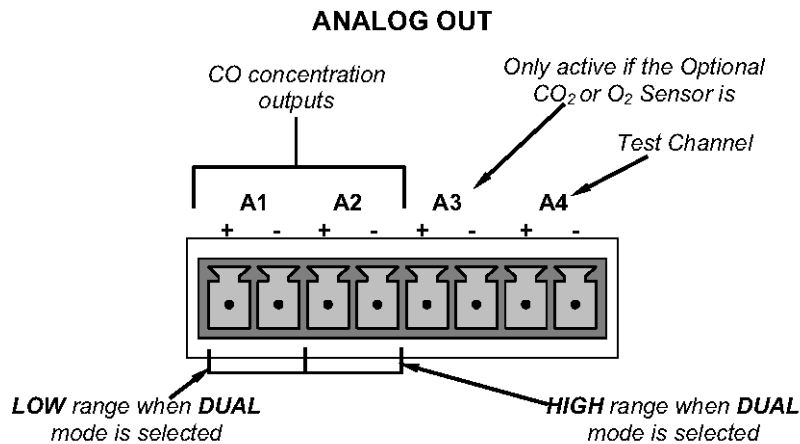 ANALOG OUT
CO concentration
outputs
Only active if the Optional
CO2 or O2 Sensor is
Test Channel
A1 A2 A3 A4
+ - + - + - + -
LOW range when DUAL
mode is selected
HIGH range when DUAL
mode is selected